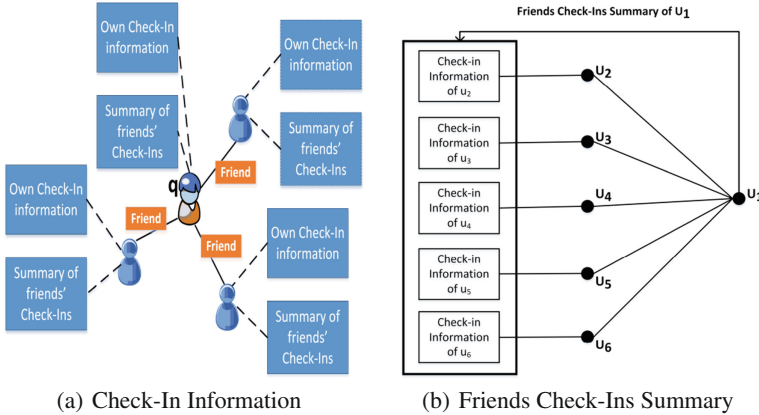 Own Check-In
information
Summary of
friends'
Check-Ins
Own Check-In
information
Summary of
friends'
Check-Ins
q
Friend
Friend
Friend
Own Check-In
information
Summary of
friends'
Check-Ins
Own Check-In
information
Summary of
friends'
Check-Ins
(a) Check-In Information
Friends Check-Ins Summary of U1
Check-in
Information
of u2
U2
Check-in
Information
of u3
U3
Check-in
Information
of u4
U4
Check-in
Information
of u5
U5
Check-in
Information
of u6
U6
U1
(b) Friends Check-Ins Summary